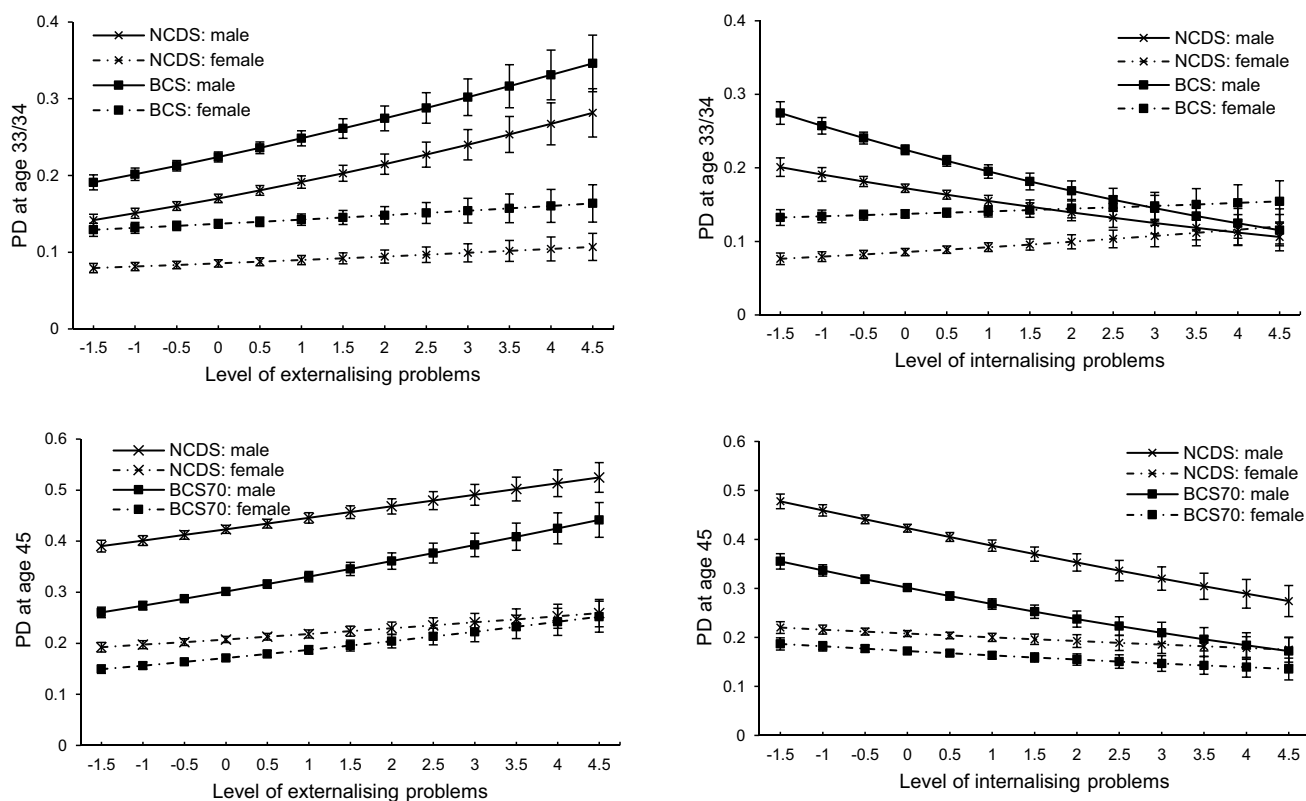 0.4
0.3
0.2
0.1
0
PD at age 33/34
NCDS: male
NCDS: female
BCS: male
BCS: female
-1.5 -1 -0.5 0 0.5 1 1.5 2 2.5 3 3.5 4 4.5
Level of externalising problems
0.4
0.3
0.2
0.1
0
PD at age 33/34
NCDS: male
NCDS: female
BCS: male
BCS: female
-1.5 -1 -0.5 0 0.5 1 1.5 2 2.5 3 3.5 4 4.5
Level of internalising problems
0.6
0.5
0.4
0.3
0.2
0.1
0
PD at age 45
NCDS: male
NCDS: female
BCS70: male
BCS70: female
-1.5 -1 -0.5 0 0.5 1 1.5 2 2.5 3 3.5 4 4.5
Level of externalising problems
0.6
0.5
0.4
0.3
0.2
0.1
0
PD at age 45
NCDS: male
NCDS: female
BCS70: male
BCS70: female
-1.5 -1 -0.5 0 0.5 1 1.5 2 2.5 3 3.5 4 4.5
Level of internalising problems